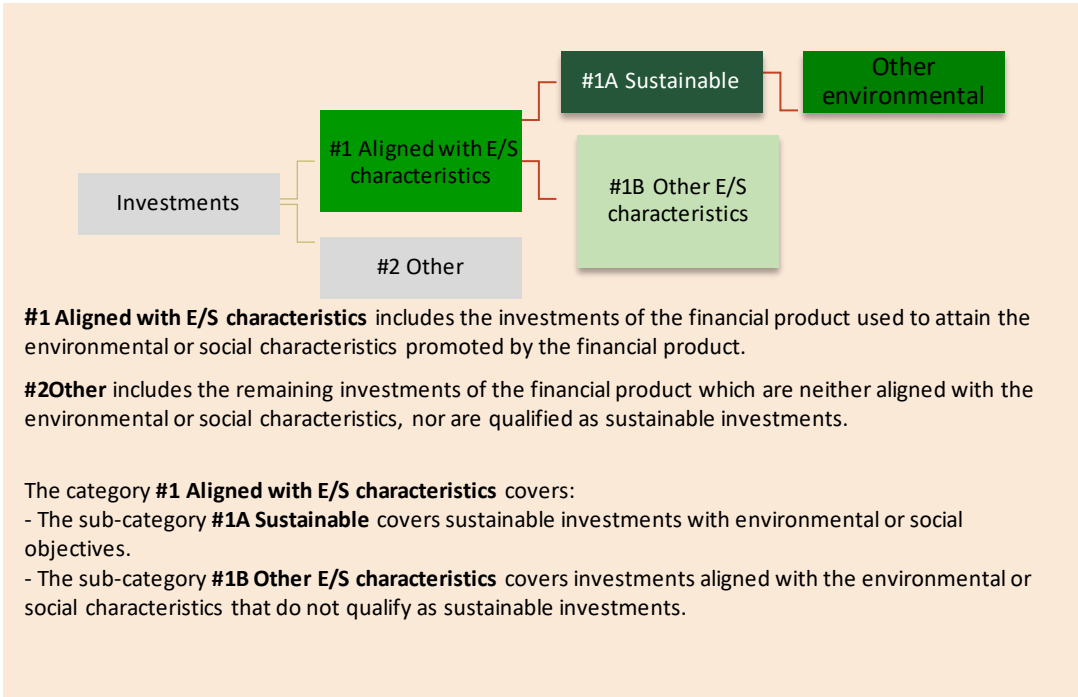 Other
environmental
#1A Sustainable
#1 Aligned with E/S
characteristics
#1B Other E/S
characteristics
Investments
#2 Other
#1 Aligned with E/S characteristics includes the investments of the financial product used to attain the
environmental or social characteristics promoted by the financial product.
#2Other includes the remaining investments of the financial product which are neither aligned with the
environmental or social characteristics, nor are qualified as sustainable investments.
The category #1 Aligned with E/S characteristics covers:
- The sub-category #1A Sustainable covers sustainable investments with environmental or social
objectives.
- The sub-category #1B Other E/S characteristics covers investments aligned with the environmental or
social characteristics that do not qualify as sustainable investments.